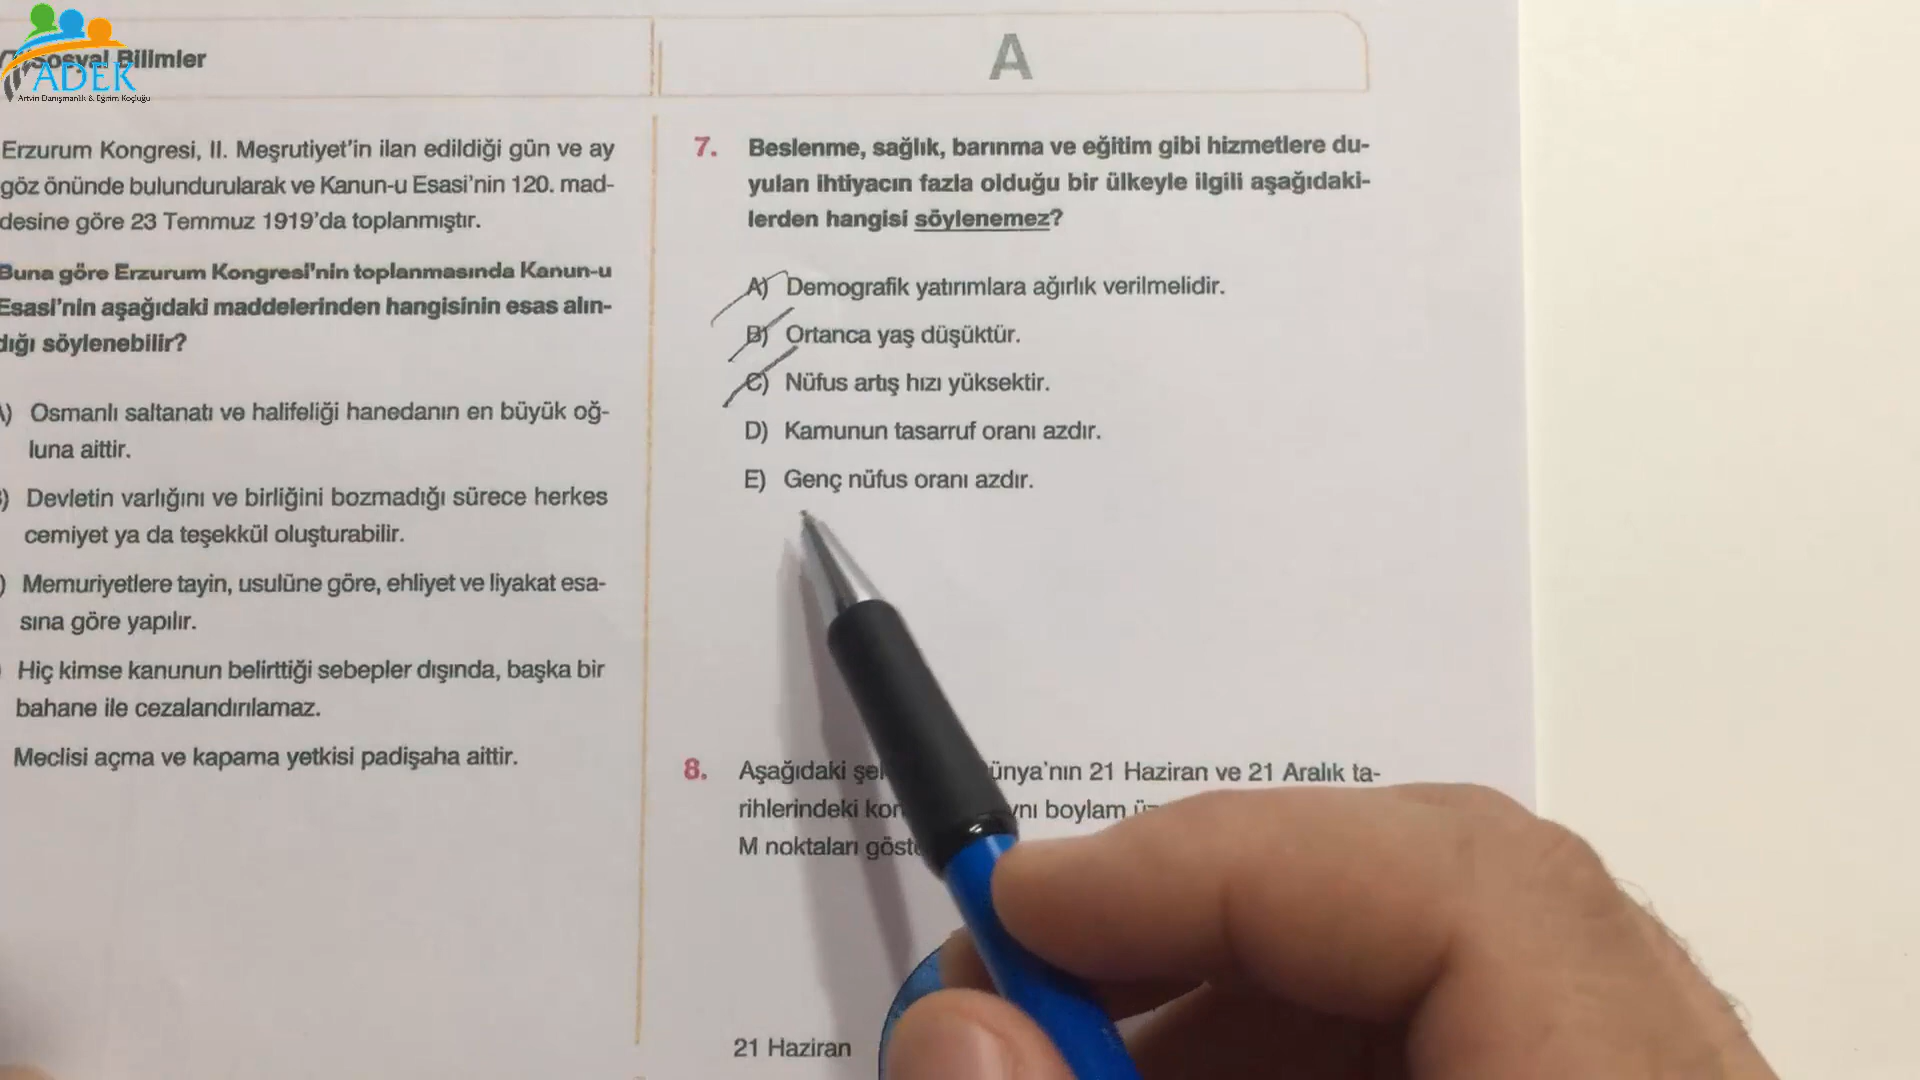 Sosyal Bilimler
ADEK
Artvin Danışmanlık & Eğitim Koçluğu
A
Erzurum Kongresi, II. Meşrutiyet'in ilan edildiği gün ve ay
göz önünde bulundurularak ve Kanun-u Esasi'nin 120. mad-
desine göre 23 Temmuz 1919'da toplanmıştır.
Buna göre Erzurum Kongresi'nin toplanmasında Kanun-u
Esasi'nin aşağıdaki maddelerinden hangisinin esas alın-
dığı söylenebilir?
A) Osmanlı saltanatı ve halifeliği hanedanın en büyük oğ-
luna aittir.
) Devletin varlığını ve birliğini bozmadığı sürece herkes
cemiyet ya da teşekkül oluşturabilir.
) Memuriyetlere tayin, usulüne göre, ehliyet ve liyakat esa-
sına göre yapılır.
Hiç kimse kanunun belirttiği sebepler dışında, başka bir
bahane ile cezalandırılamaz.
Meclisi açma ve kapama yetkisi padişaha aittir.
7. Beslenme, sağlık, barınma ve eğitim gibi hizmetlere du-
yulan ihtiyacın fazla olduğu bir ülkeyle ilgili aşağıdaki-
lerden hangisi söylenemez?
A) Demografik yatırımlara ağırlık verilmelidir.
B) Ortanca yaş düşüktür.
C) Nüfus artış hızı yüksektir.
D) Kamunun tasarruf oranı azdır.
E) Genç nüfus oranı azdır.
8. Aşağıdaki ünya'nın 21 Haziran ve 21 Aralık ta-
rihlerindeki boylam
M noktaları
21 Haziran